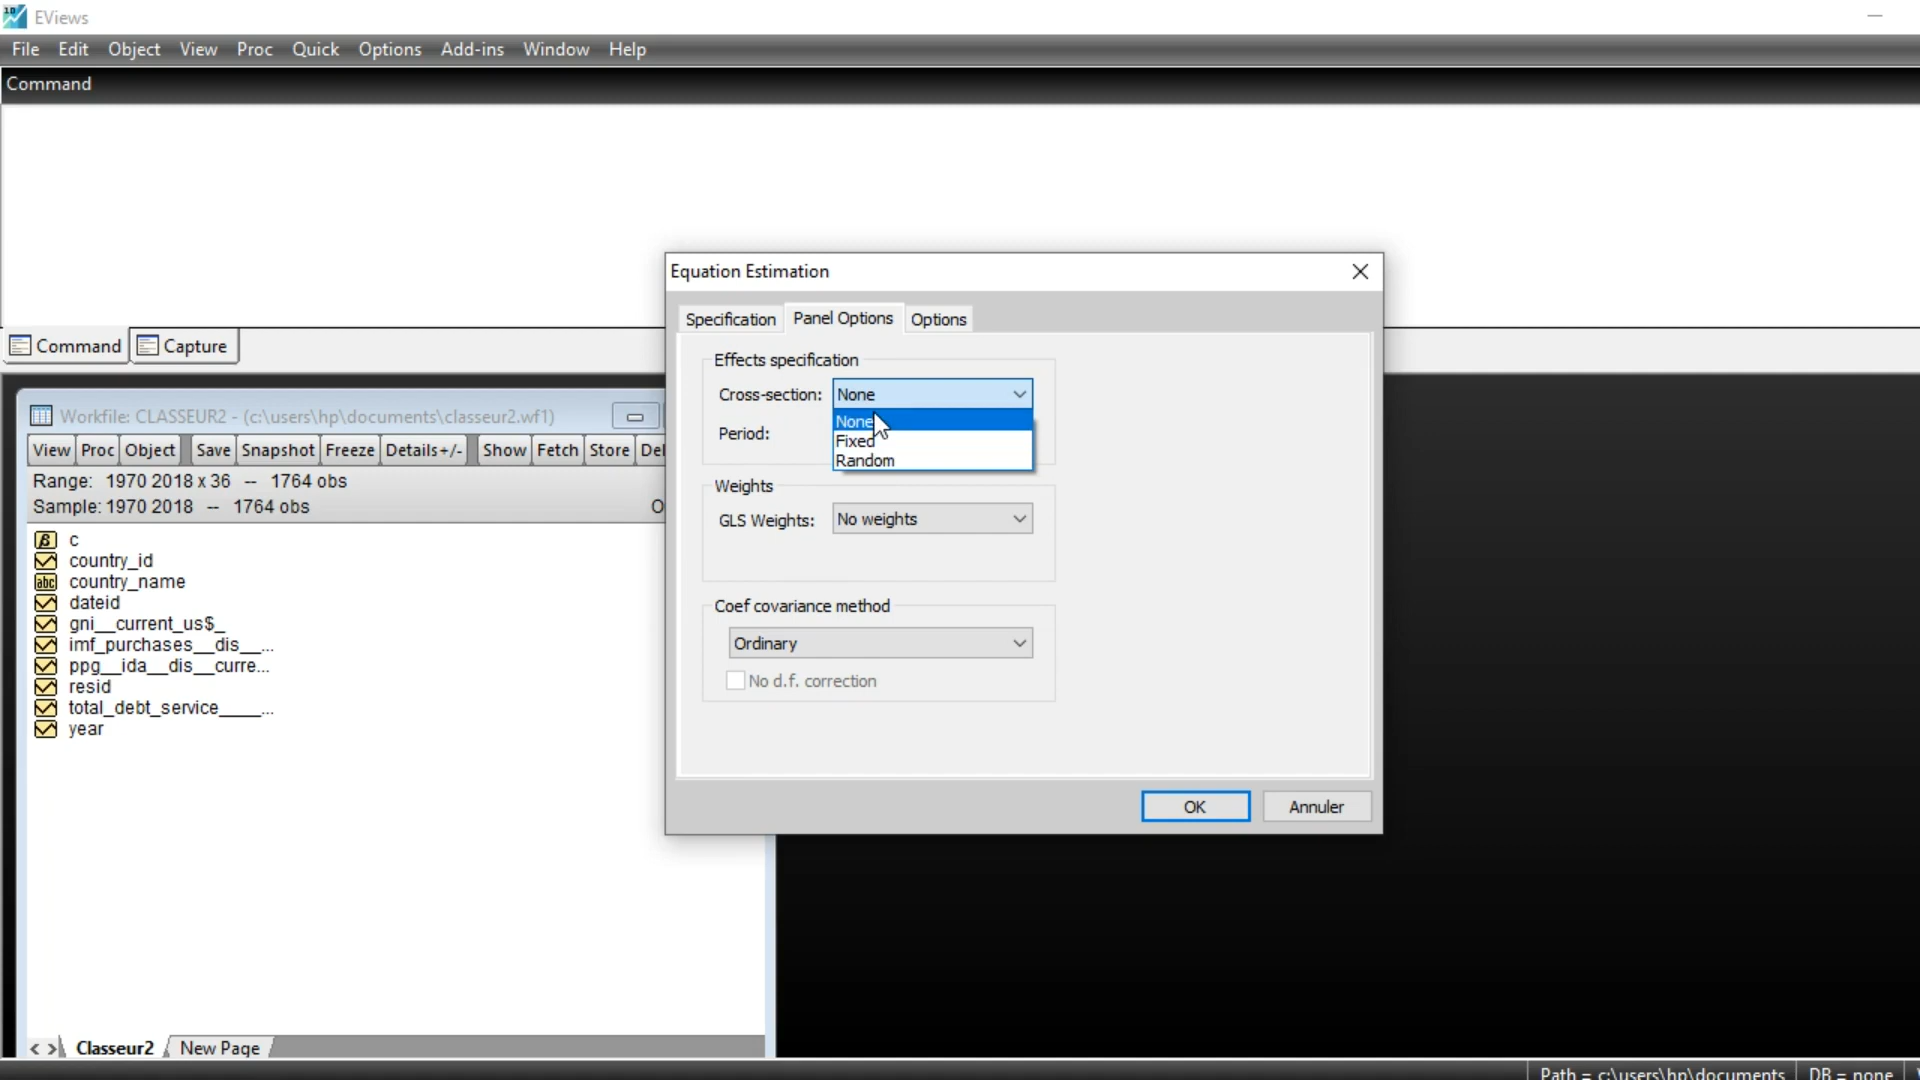 10 EViews
File Edit Object View Proc Quick Options Add-ins Window Help
Command
Command Capture
Workfile: CLASSEUR2 - (c:\users\hp\documents\classeur2.wf1)
View Proc Object Save Snapshot Freeze Details+/- Show Fetch Store Del
Range: 1970 2018 x 36 -- 1764 obs
Sample: 1970 2018 -- 1764 obs O
β c
country_id
abc country_name
dateid
gni__current_us$_
imf_purchases__dis__...
ppg__ida__dis__curre...
resid
total_debt_service____...
year
Classeur2 New Page
Equation Estimation
Specification Panel Options Options
Effects specification
Cross-section: None
None
Period:
Fixed
Random
Weights
GLS Weights: No weights
Coef covariance method
Ordinary
No d.f. correction
OK Annuler
Path = c:\users\hp\documents DB = none